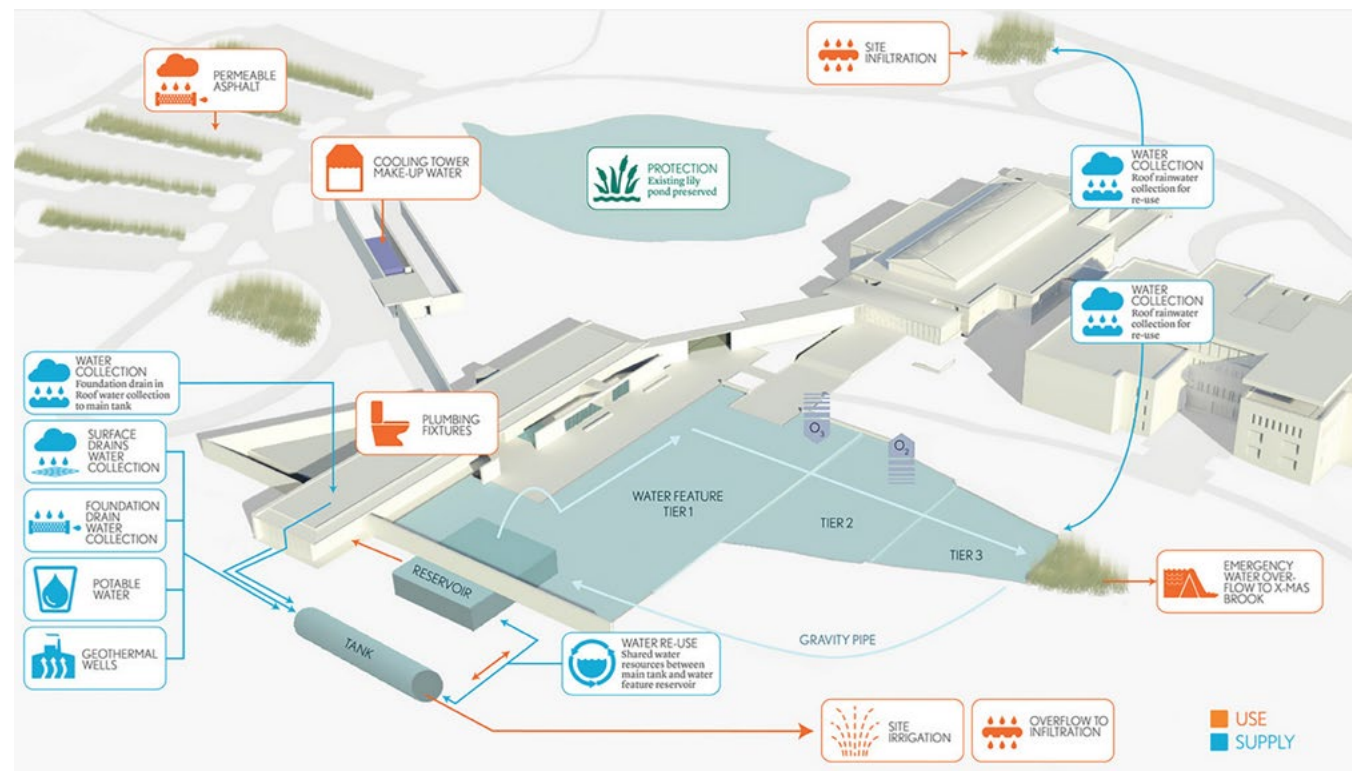 PERMEABLE
ASPHALT
SITE
INFILTRATION
COOLING TOWER
MAKE-UP WATER
PROTECTION
Existing lily
pond preserved
WATER
COLLECTION
Roof rainwater
collection for
re-use
WATER
COLLECTION
Roof rainwater
collection for
re-use
WATER
COLLECTION
Foundation drain in
Roof water collection
to main tank
SURFACE
DRAINS
WATER
COLLECTION
FOUNDATION
DRAIN
WATER
COLLECTION
POTABLE
WATER
GEOTHERMAL
WELLS
PLUMBING
FIXTURES
O3
O2
WATER FEATURE
TIER 1
TIER 2
TIER 3
RESERVOIR
TANK
GRAVITY PIPE
WATER RE-USE
Shared water
resources between
main tank and water
feature reservoir
EMERGENCY
WATER OVER-
FLOW TO X-MAS
BROOK
SITE
IRRIGATION
OVERFLOW TO
INFILTRATION
USE
SUPPLY